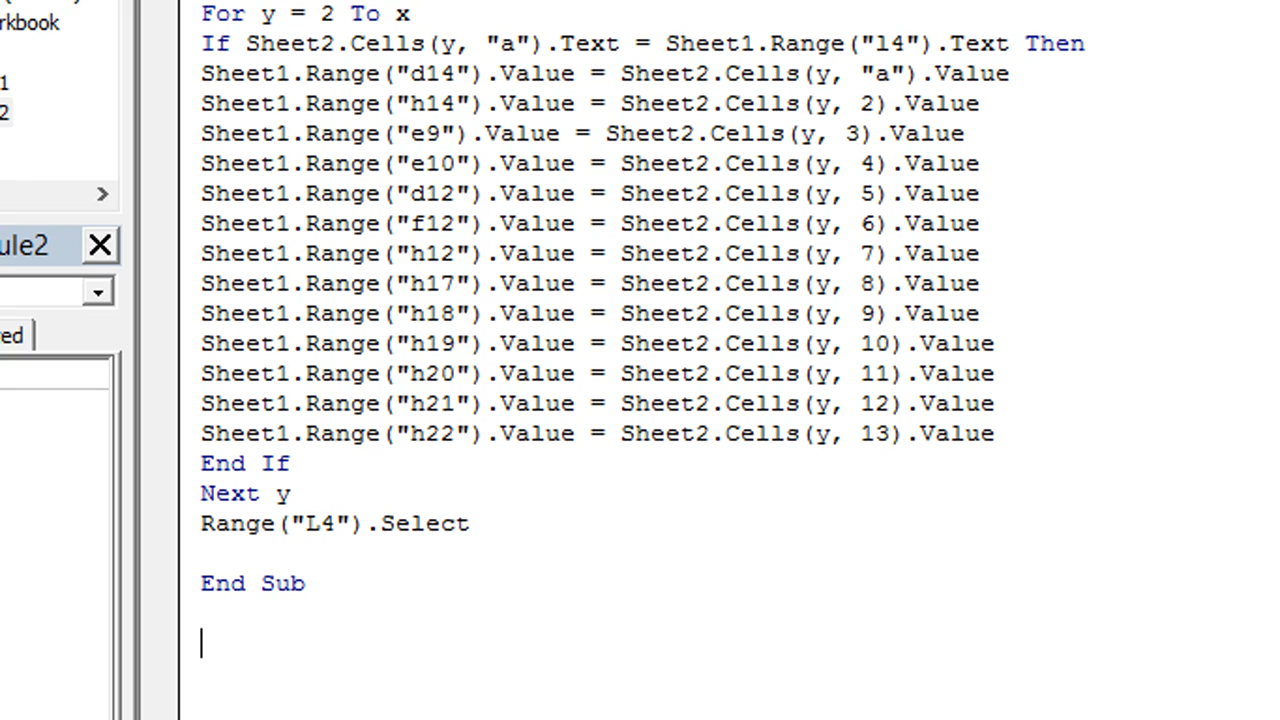 For y = 2 To x
rkbook
If Sheet2.Cells(y, "a").Text = Sheet1.Range("l4").Text Then
Sheet1.Range("d14").Value = Sheet2.Cells(y, "a").Value
1
Sheet1.Range("h14").Value = Sheet2.Cells(y, 2).Value
2
Sheet1.Range("e9").Value = Sheet2.Cells(y, 3).Value
Sheet1.Range("e10").Value = Sheet2.Cells(y, 4).Value
Sheet1.Range("d12").Value = Sheet2.Cells(y, 5).Value
Sheet1.Range("f12").Value = Sheet2.Cells(y, 6).Value
ule2
Sheet1.Range("h12").Value = Sheet2.Cells(y, 7).Value
Sheet1.Range("h17").Value = Sheet2.Cells(y, 8).Value
Sheet1.Range("h18").Value = Sheet2.Cells(y, 9).Value
ed
Sheet1.Range("h19").Value = Sheet2.Cells(y, 10).Value
Sheet1.Range("h20").Value = Sheet2.Cells(y, 11).Value
Sheet1.Range("h21").Value = Sheet2.Cells(y, 12).Value
Sheet1.Range("h22").Value = Sheet2.Cells(y, 13).Value
End If
Next y
Range("L4").Select
End Sub